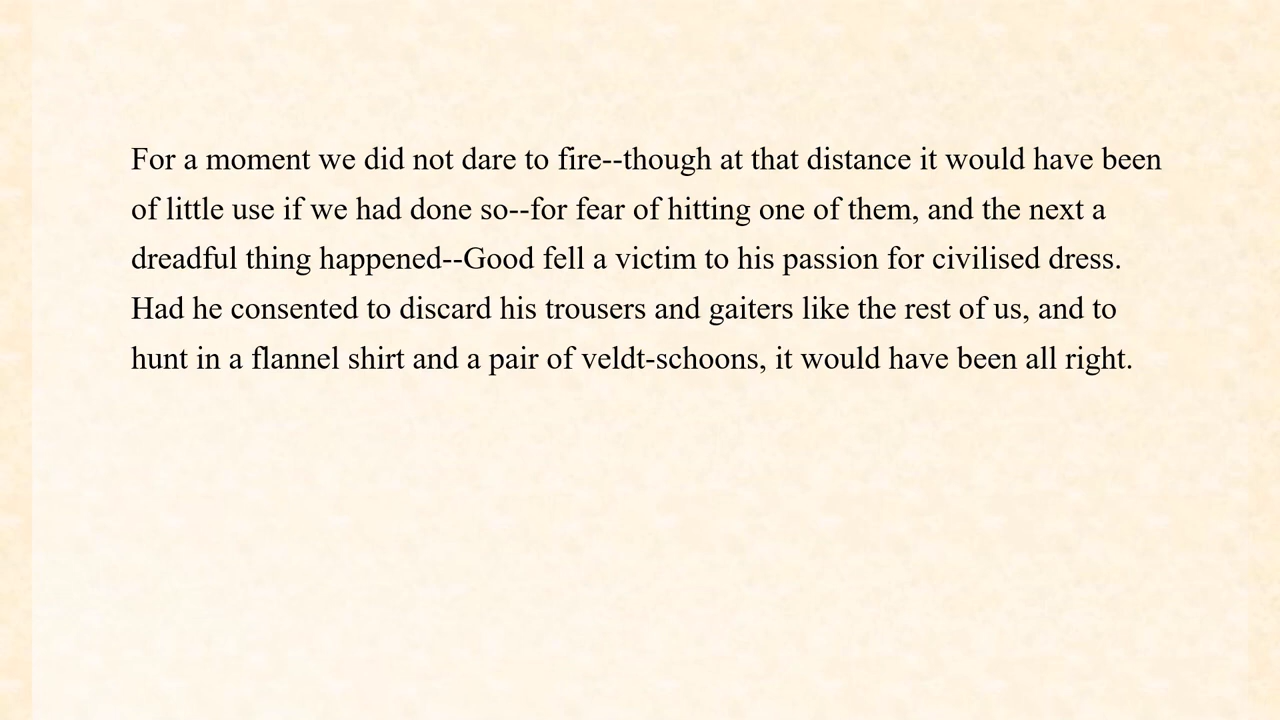 For a moment we did not dare to fire--though at that distance it would have been
of little use if we had done so--for fear of hitting one of them, and the next a
dreadful thing happened--Good fell a victim to his passion for civilised dress.
Had he consented to discard his trousers and gaiters like the rest of us, and to
hunt in a flannel shirt and a pair of veldt-schoons, it would have been all right.